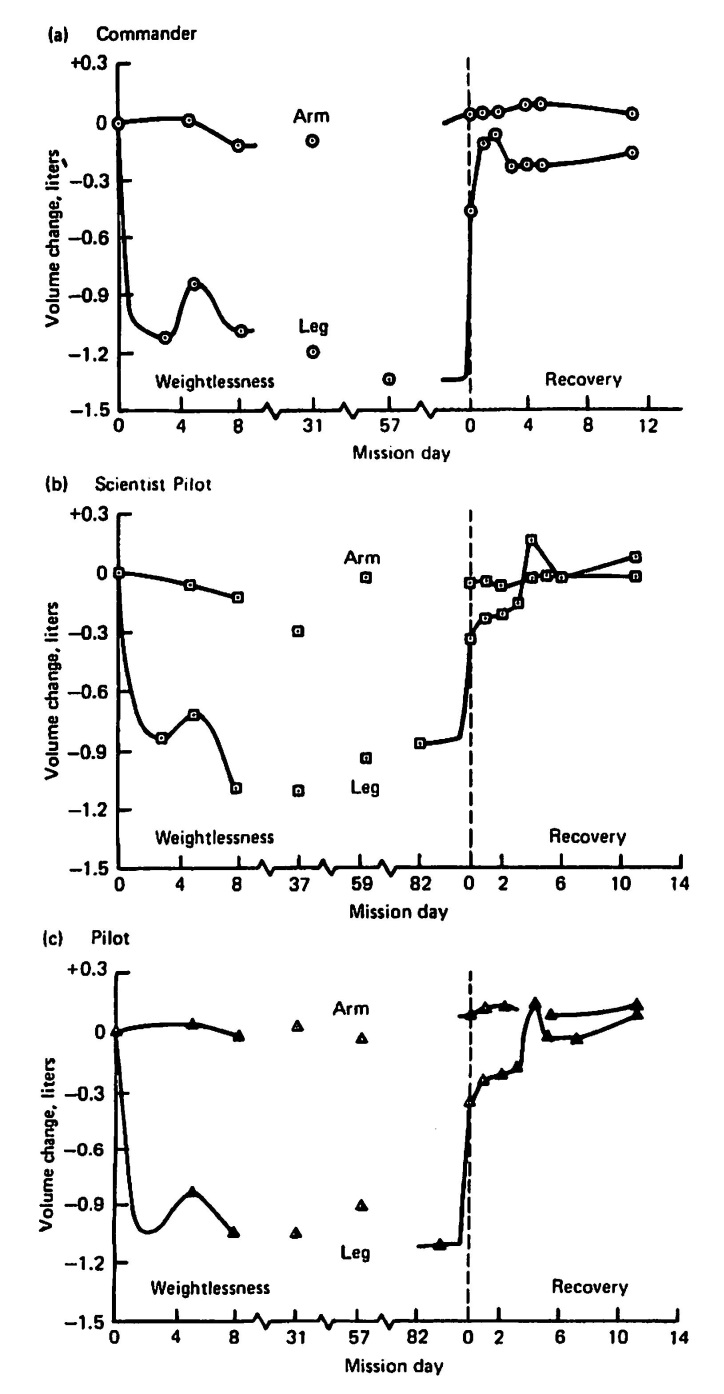 (a) Commander
+0.3
0
−0.3
−0.6
−0.9
−1.2
−1.5
Volume change, liters
Arm
Leg
Weightlessness
Recovery
0 4 8 31 57 0 4 8 12
Mission day
(b) Scientist Pilot
+0.3
0
−0.3
−0.6
−0.9
−1.2
−1.5
Volume change, liters
Arm
Leg
Weightlessness
Recovery
0 4 8 37 59 82 0 2 6 10 14
Mission day
(c) Pilot
+0.3
0
−0.3
−0.6
−0.9
−1.2
−1.5
Volume change, liters
Arm
Leg
Weightlessness
Recovery
0 4 8 31 57 82 0 2 6 10 14
Mission day